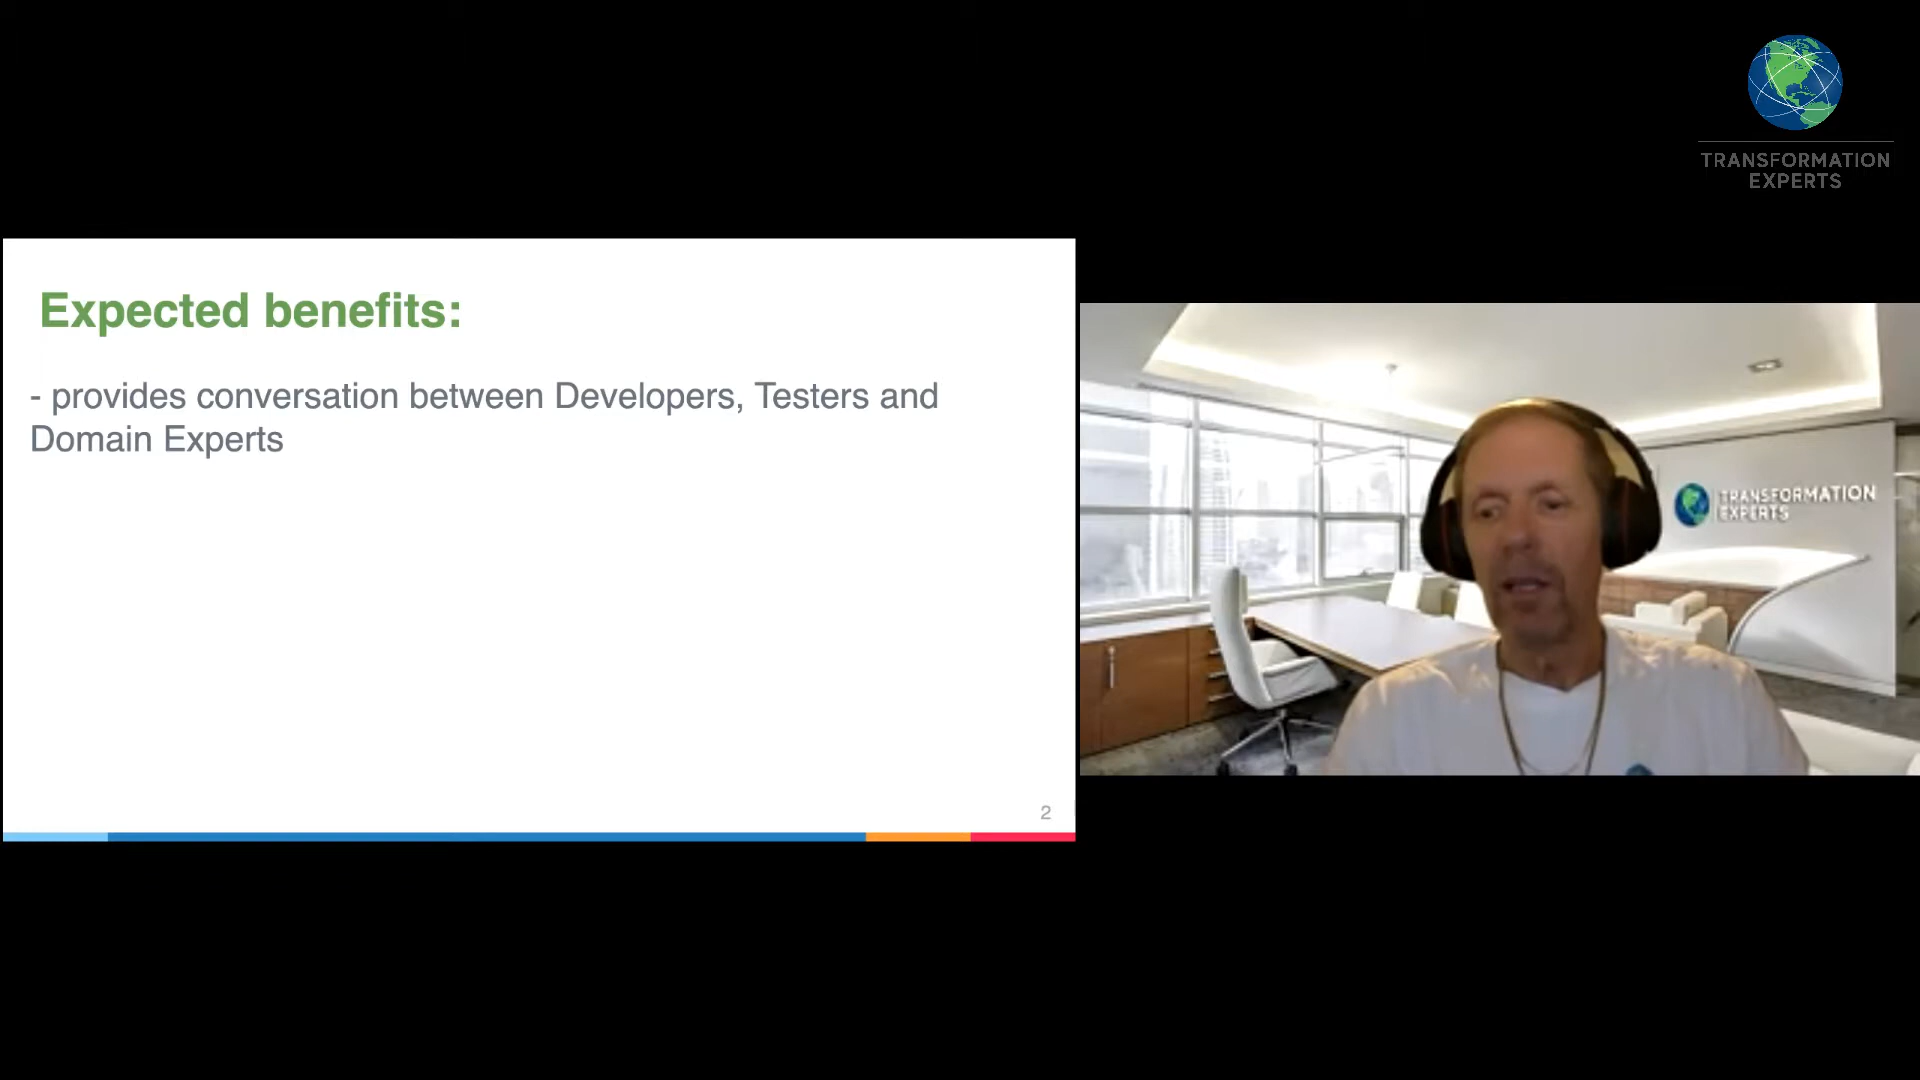 TRANSFORMATION
EXPERTS
Expected benefits:
- provides conversation between Developers, Testers and
Domain Experts
2
TRANSFORMATION
EXPERTS